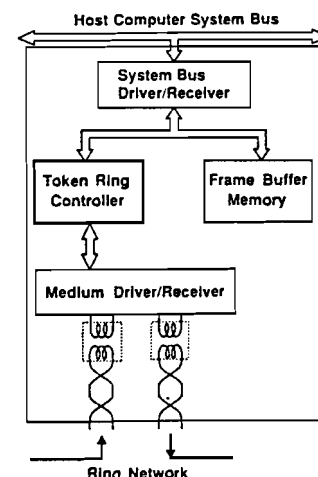 Host Computer System Bus
System Bus
Driver/Receiver
Token Ring
Controller
Frame Buffer
Memory
Medium Driver/Receiver
Ring Network